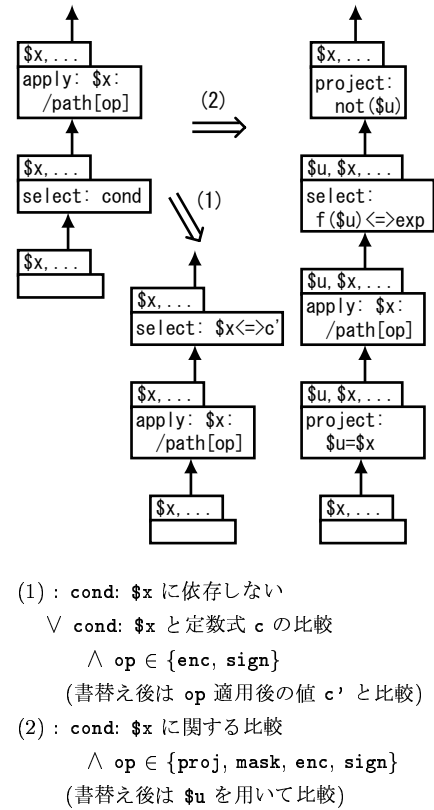 $x,...
apply: $x:
/path[op]
$x,...
select: cond
$x,...
(2)
(1)
$x,...
select: $x<=>c'
$x,...
apply: $x:
/path[op]
$x,...
$x,...
project:
not($u)
$u,$x,...
select:
f($u)<=>exp
$u,$x,...
apply: $x:
/path[op]
$u,$x,...
project:
$u=$x
$x,...
(1) : cond: $x に依存しない
∨ cond: $x と定数式 c の比較
∧ op ∈ {enc, sign}
(書替え後は op 適用後の値 c' と比較)
(2) : cond: $x に関する比較
∧ op ∈ {proj, mask, enc, sign}
(書替え後は $u を用いて比較)